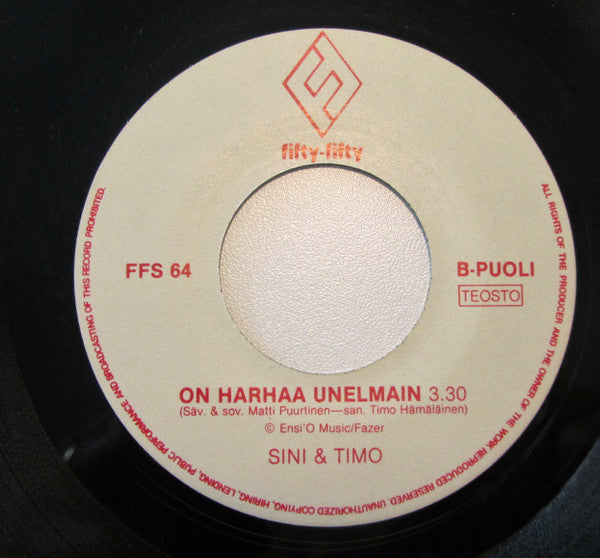 fifty-fifty
FFS 64
B-PUOLI
TEOSTO
ON HARHAA UNELMAIN 3.30
(Säv. & sov. Matti Puurtinen—san. Timo Hämäläinen)
© Ensi'O Music/Fazer
SINI & TIMO
ALL RIGHTS OF THE PRODUCER AND THE OWNER OF THE WORK REPRODUCED RESERVED. UNAUTHORIZED COPYING, HIRING, LENDING, PUBLIC PERFORMANCE AND BROADCASTING OF THIS RECORD PROHIBITED.